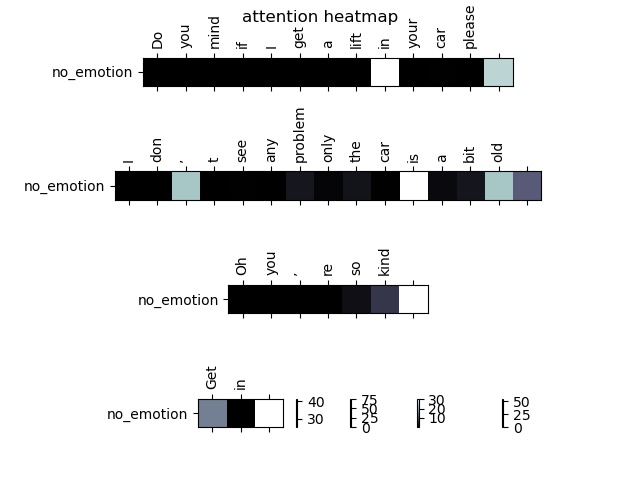 attention heatmap
Do you mind if I get a lift in your car please
no_emotion
I don ’ t see any problem only the car is a bit old
no_emotion
Oh you , re so kind
no_emotion
Get in
no_emotion
40 75 30 50
30 50 20 25
25 10 0
0